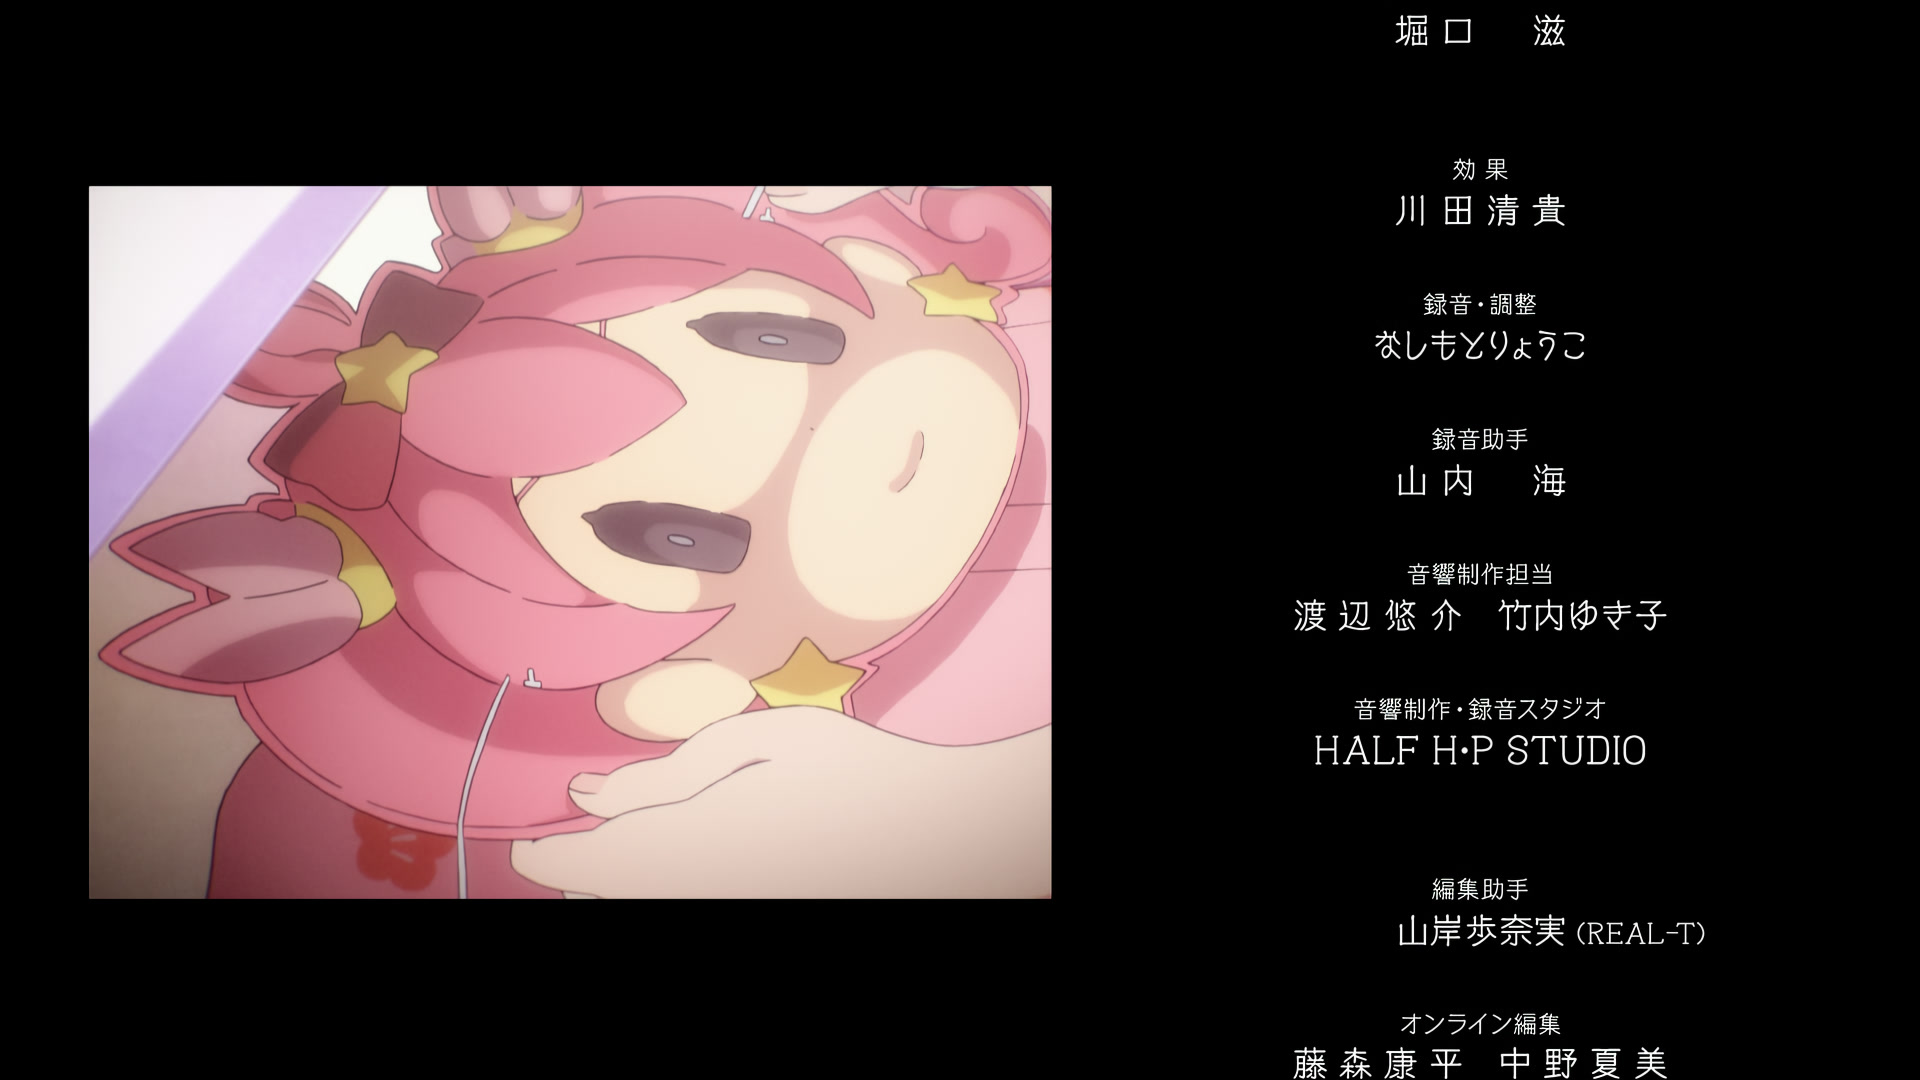 堀口　滋
効果
川田清貴
録音・調整
なしもとりょうこ
録音助手
山内　海
音響制作担当
渡辺悠介　竹内ゆき子
音響制作・録音スタジオ
HALF H・P STUDIO
編集助手
山岸歩奈実 (REAL-T)
オンライン編集
藤森康平　中野夏美